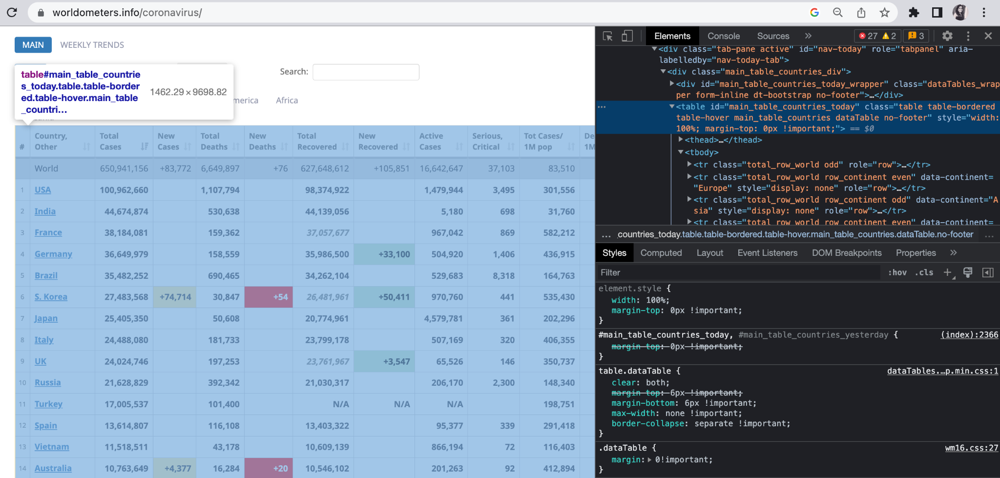 worldometers.info/coronavirus/
MAIN WEEKLY TRENDS
table#main_table_countrie
s_today.table.table-border
ed.table-hover.main_table
_countri...
1462.29 × 9698.82
Search:
merica Africa
# Country, Other Total Cases New Cases Total Deaths New Deaths Total Recovered New Recovered Active Cases Serious, Critical Tot Cases/ 1M pop De 1M
World 650,941,156 +83,772 6,649,897 +76 627,648,612 +105,851 16,642,647 37,103 83,510
1 USA 100,962,660 1,107,794 98,374,922 1,479,944 3,495 301,556
2 India 44,674,874 530,638 44,139,056 5,180 698 31,760
3 France 38,184,081 159,362 37,057,677 967,042 869 582,212
4 Germany 36,649,979 158,559 35,986,500 +33,100 504,920 1,406 436,915
5 Brazil 35,482,252 690,465 34,262,104 529,683 8,318 164,763
6 S. Korea 27,483,568 +74,714 30,847 +54 26,481,961 +50,411 970,760 441 535,430
7 Japan 25,405,350 50,608 20,774,961 4,579,781 361 202,296
8 Italy 24,488,080 181,733 23,799,178 507,169 320 406,355
9 UK 24,024,746 197,253 23,761,967 +3,547 65,526 146 350,737
10 Russia 21,628,829 392,342 21,030,317 206,170 2,300 148,340
11 Turkey 17,005,537 101,400 N/A N/A N/A 198,751
12 Spain 13,614,807 116,108 13,403,322 95,377 339 291,418
13 Vietnam 11,518,511 43,178 10,609,139 866,194 72 116,403
14 Australia 10,763,649 +4,377 16,284 +20 10,546,102 201,263 92 412,894
Elements Console Sources » 27 2 3
<div class="tab-pane active" id="nav-today" role="tabpanel" aria-
labelledby="nav-today-tab">
<div class="main_table_countries_div">
<div id="main_table_countries_today_wrapper" class="dataTables_wrap
per form-inline dt-bootstrap no-footer">…</div>
… <table id="main_table_countries_today" class="table table-bordered
table-hover main_table_countries dataTable no-footer" style="width:
100%; margin-top: 0px !important;"> == $0
<thead>…</thead>
<tbody>
<tr class="total_row_world odd" role="row">…</tr>
<tr class="total_row_world row_continent even" data-continent=
"Europe" style="display: none" role="row">…</tr>
<tr class="total_row_world row_continent odd" data-continent="A
sia" style="display: none" role="row">…</tr>
<tr class="total_row_world row_continent even" data-continent=
… _countries_today.table.table-bordered.table-hover.main_table_countries.dataTable.no-footer …
Styles Computed Layout Event Listeners DOM Breakpoints Properties »
Filter :hov .cls +
element.style {
width: 100%;
margin-top: 0px !important;
}
#main_table_countries_today, #main_table_countries_yesterday { (index):2366
margin-top: 0px !important;
}
table.dataTable { dataTables.…p.min.css:1
clear: both;
margin-top: 6px !important;
margin-bottom: 6px !important;
max-width: none !important;
border-collapse: separate !important;
}
.dataTable { wm16.css:27
margin: 0!important;
}